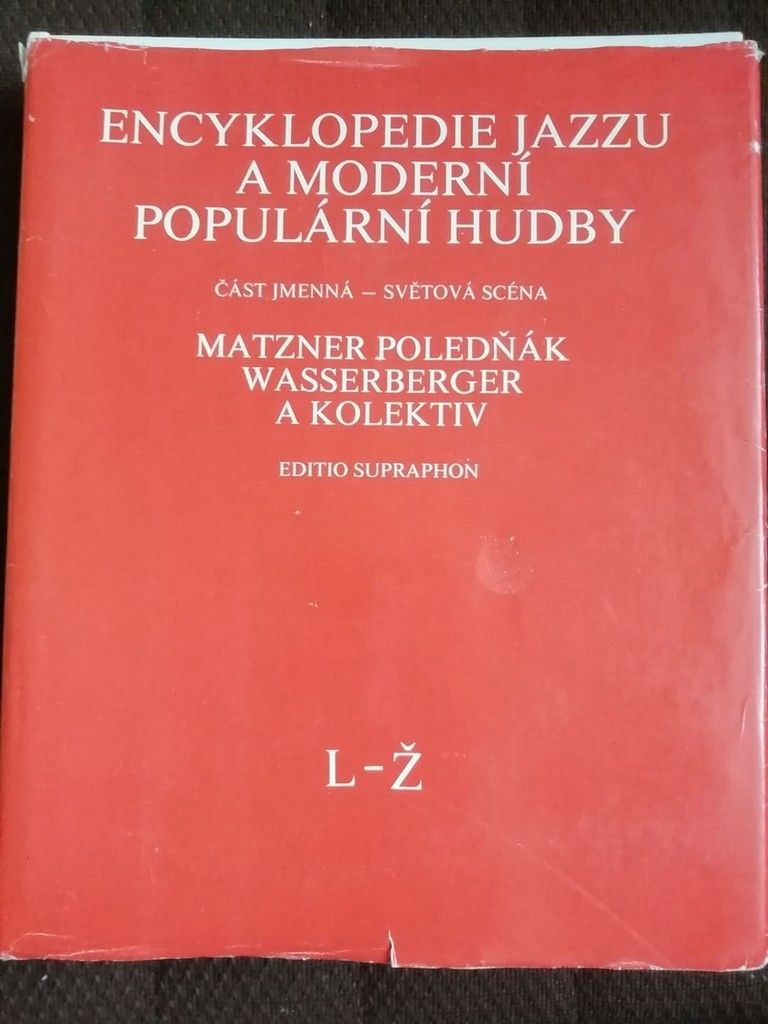 ENCYKLOPEDIE JAZZU
A MODERNÍ
POPULÁRNÍ HUDBY
ČÁST JMENNÁ – SVĚTOVÁ SCÉNA
MATZNER POLEDŇÁK
WASSERBERGER
A KOLEKTIV
EDITIO SUPRAPHON
L–Ž